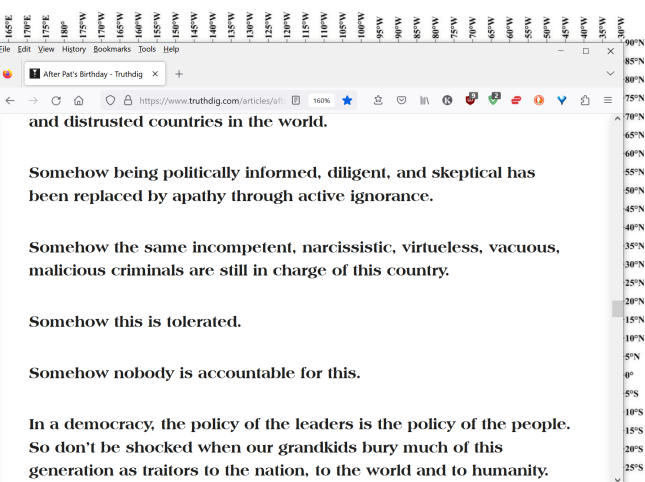 165°E 170°E 175°E 180° 175°W 170°W 165°W 160°W 155°W 150°W 145°W 140°W 135°W 130°W 125°W 120°W 115°W 110°W 105°W 100°W 95°W 90°W 85°W 80°W 75°W 70°W 65°W 60°W 55°W 50°W 45°W 40°W 35°W 30°W
File Edit View History Bookmarks Tools Help
After Pat's Birthday - Truthdig
https://www.truthdig.com/articles/aft 160%
9 2
and distrusted countries in the world.
Somehow being politically informed, diligent, and skeptical has
been replaced by apathy through active ignorance.
Somehow the same incompetent, narcissistic, virtueless, vacuous,
malicious criminals are still in charge of this country.
Somehow this is tolerated.
Somehow nobody is accountable for this.
In a democracy, the policy of the leaders is the policy of the people.
So don't be shocked when our grandkids bury much of this
generation as traitors to the nation, to the world and to humanity.
90°N
85°N
80°N
75°N
70°N
65°N
60°N
55°N
50°N
45°N
40°N
35°N
30°N
25°N
20°N
15°N
10°N
5°N
0°
5°S
10°S
15°S
20°S
25°S